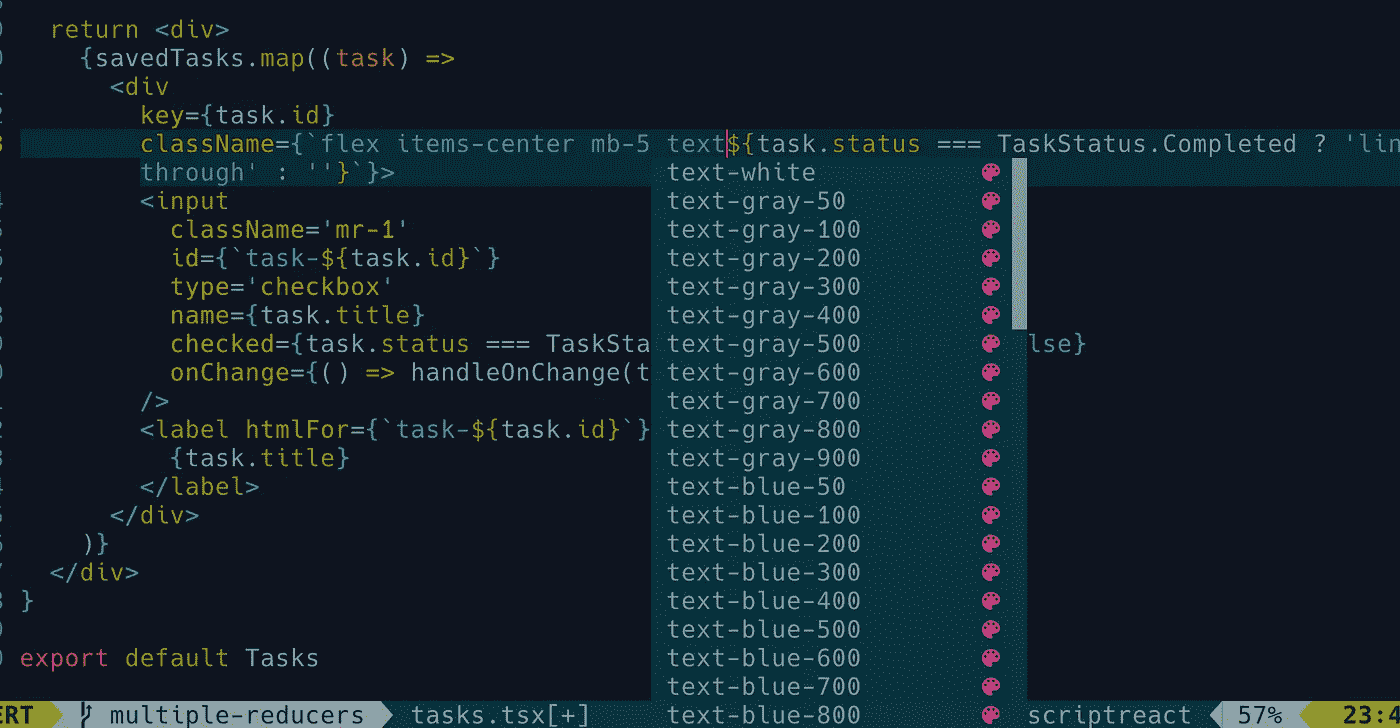 return <div>
{savedTasks.map((task) =>
<div
key={task.id}
className={`flex items-center mb-5 text${task.status === TaskStatus.Completed ? 'lin
through' : ''}`}>
text-white
<input
text-gray-50
className='mr-1'
text-gray-100
id={`task-${task.id}`}
text-gray-200
type='checkbox'
text-gray-300
name={task.title}
text-gray-400
checked={task.status === TaskSta
text-gray-500
lse}
onChange={() => handleOnChange(t
text-gray-600
/>
text-gray-700
<label htmlFor={`task-${task.id}`}
text-gray-800
{task.title}
text-gray-900
</label>
text-blue-50
</div>
text-blue-100
)}
text-blue-200
</div>
text-blue-300
}
text-blue-400
text-blue-500
export default Tasks
text-blue-600
text-blue-700
ERT multiple-reducers tasks.tsx[+]
text-blue-800
scriptreact 57% 23:4